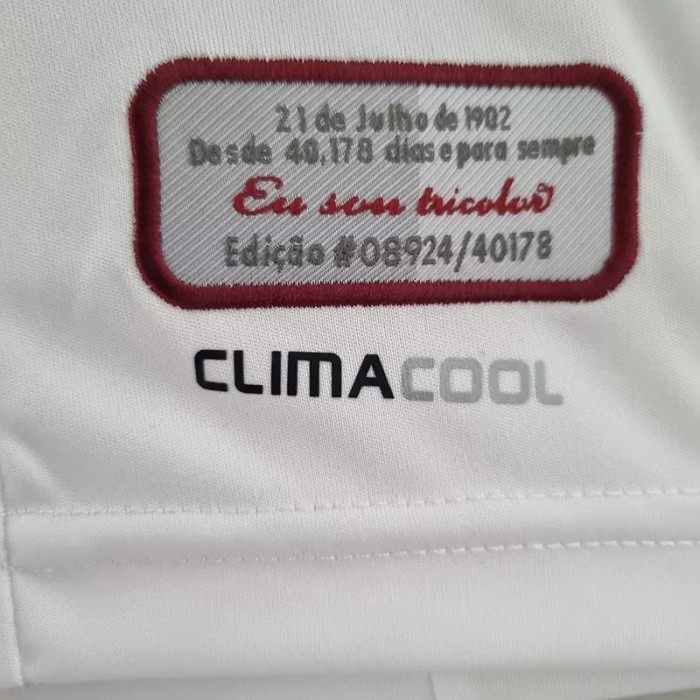 21 de Julho de 1902
Desde 40.178 dias e para sempre
Eu sou tricolor
Edição #08924/40178
CLIMACOOL